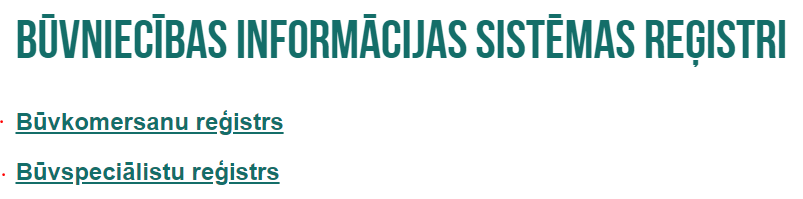 BŪVNIECĪBAS INFORMĀCIJAS SISTĒMAS REĢISTRI
Būvkomersanu reģistrs
Būvspeciālistu reģistrs